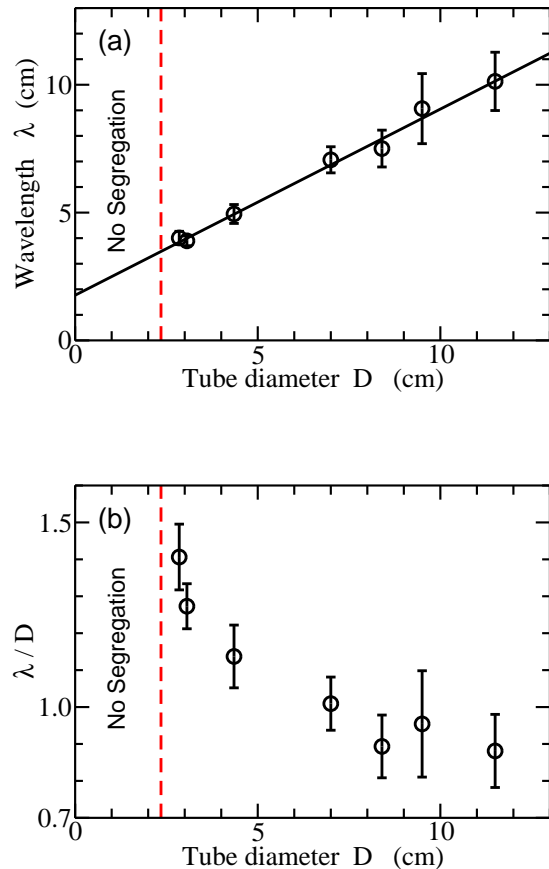 (a)
No Segregation
Wavelength λ (cm)
10
5
0
0 5 10
Tube diameter D (cm)
(b)
No Segregation
λ/D
1.5
1.0
0.7
0 5 10
Tube diameter D (cm)